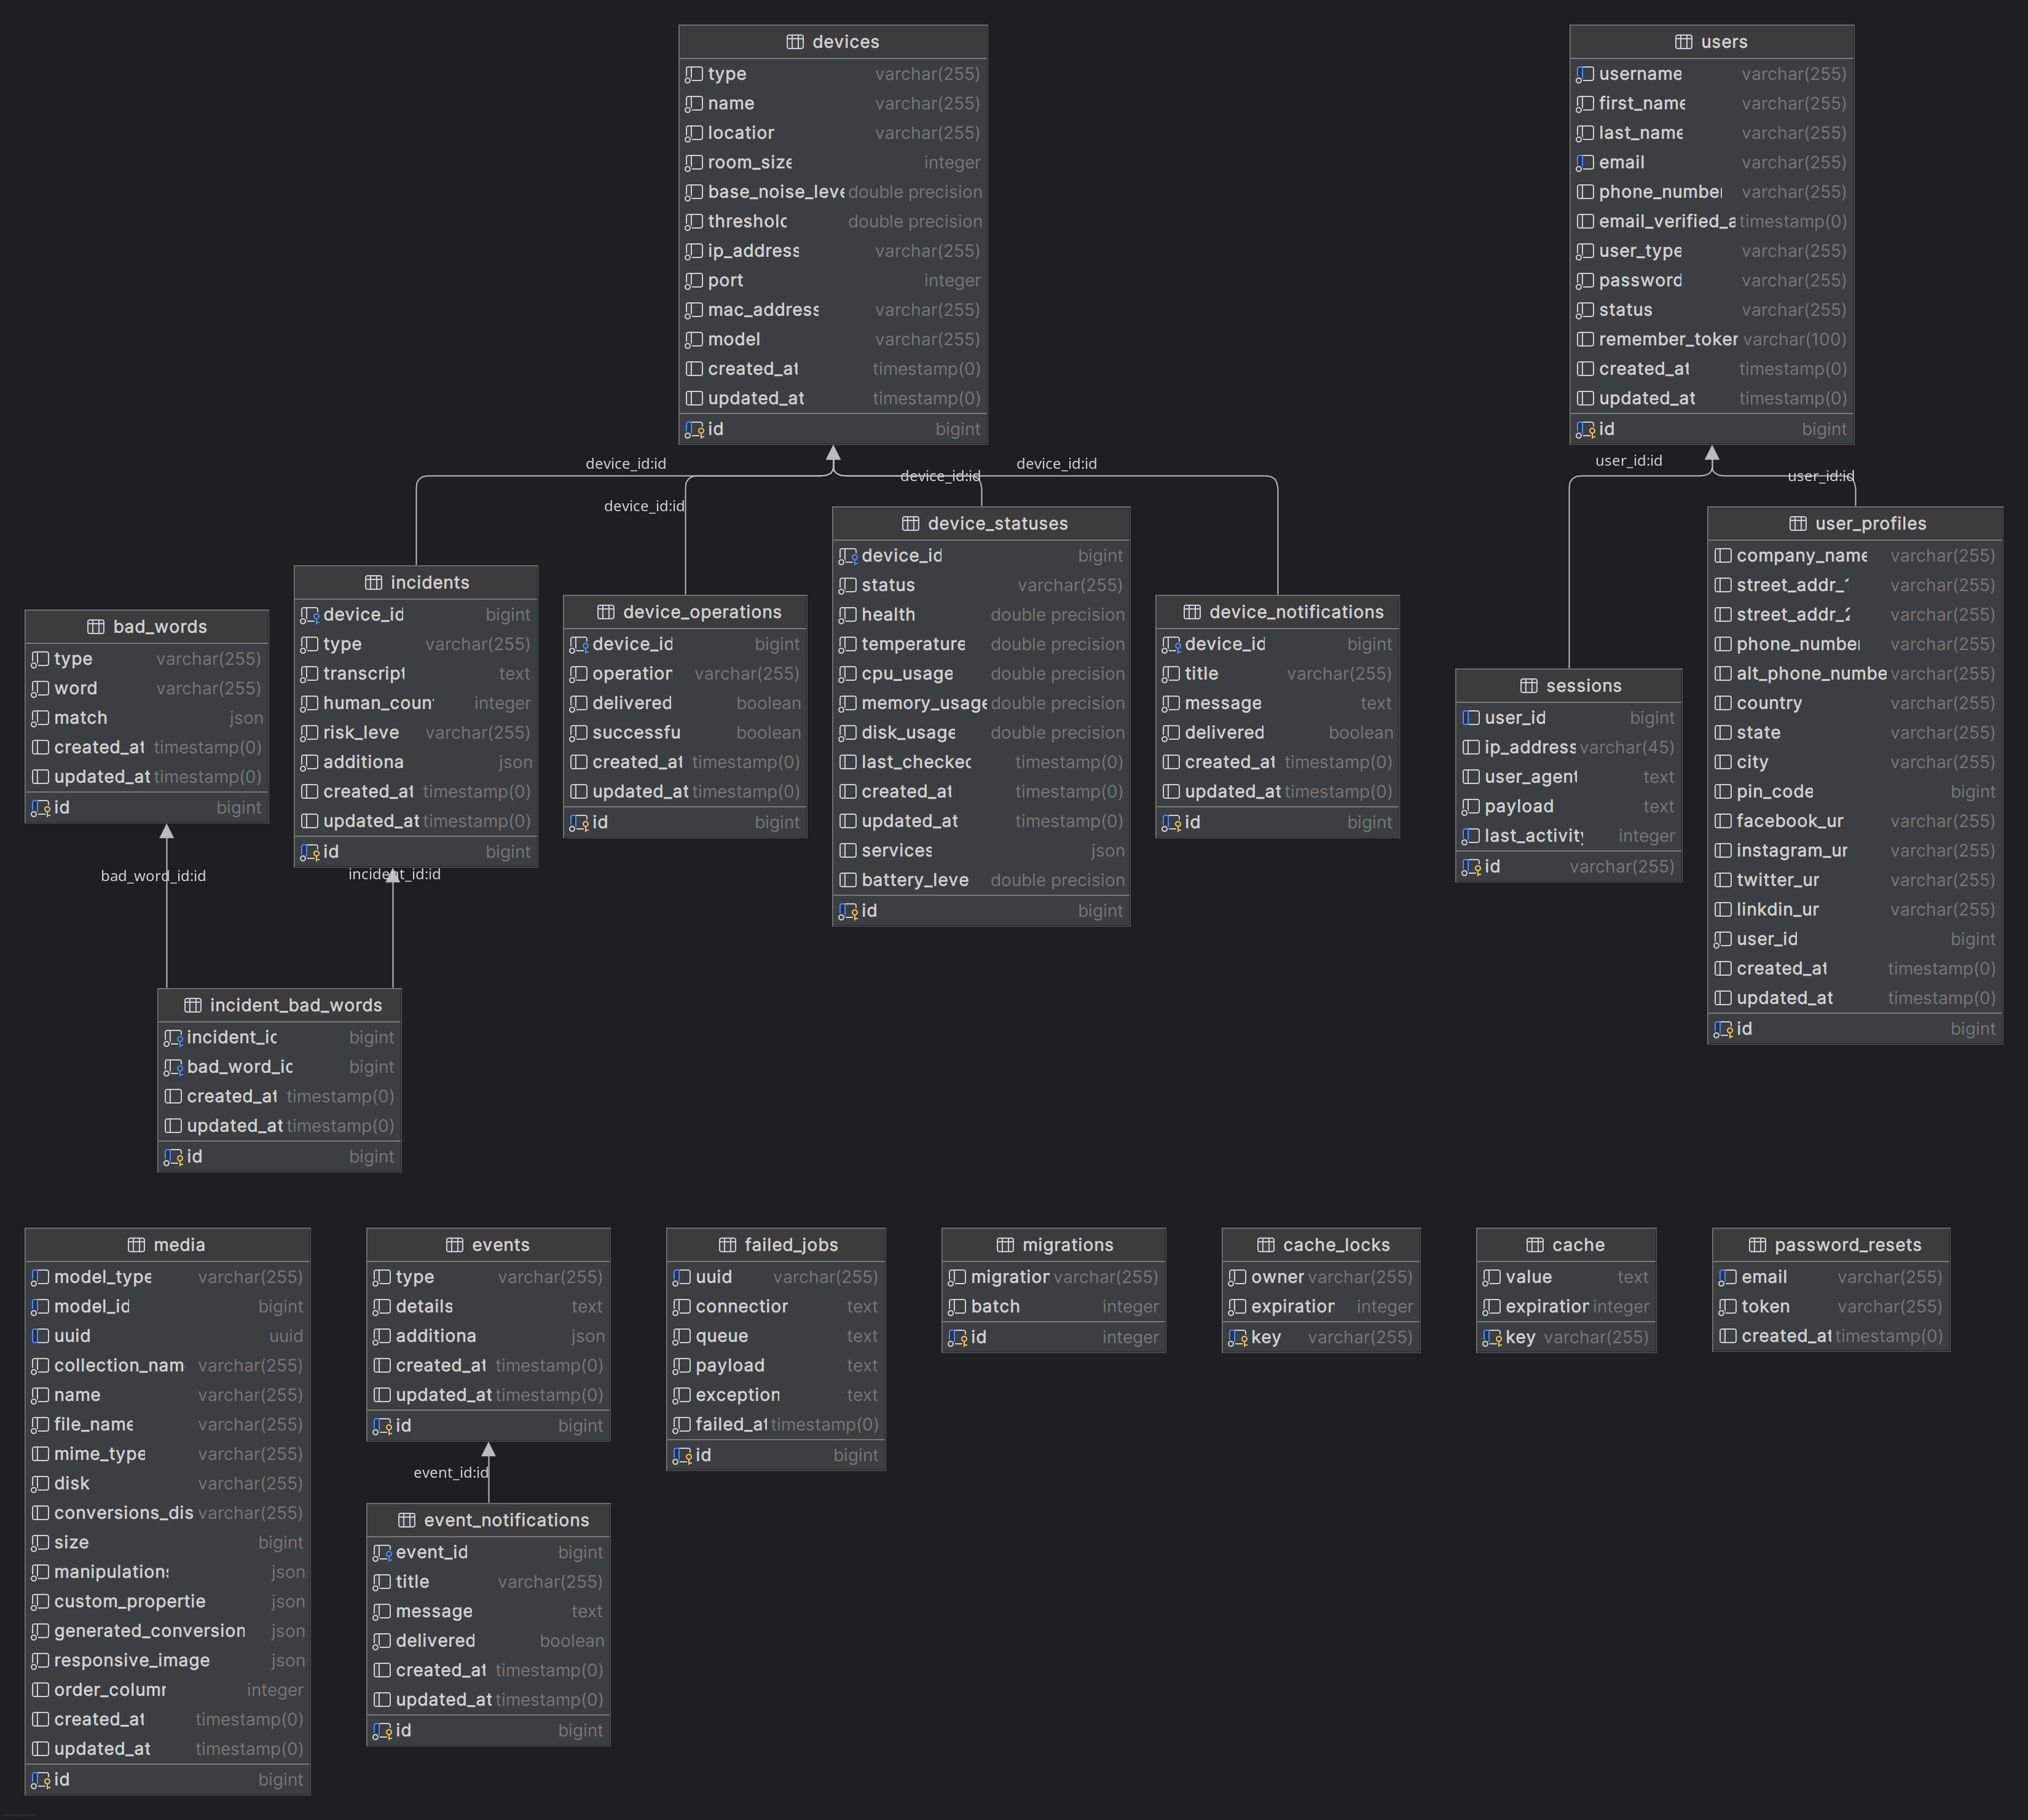 devices
type varchar(255)
name varchar(255)
location varchar(255)
room_size integer
base_noise_leve double precision
threshold double precision
ip_address varchar(255)
port integer
mac_address varchar(255)
model varchar(255)
created_at timestamp(0)
updated_at timestamp(0)
id bigint
users
username varchar(255)
first_name varchar(255)
last_name varchar(255)
email varchar(255)
phone_number varchar(255)
email_verified_a timestamp(0)
user_type varchar(255)
password varchar(255)
status varchar(255)
remember_token varchar(100)
created_at timestamp(0)
updated_at timestamp(0)
id bigint
device_id:id
device_id:id
device_id:id
device_id:id
user_id:id
user_id:id
bad_words
type varchar(255)
word varchar(255)
match json
created_at timestamp(0)
updated_at timestamp(0)
id bigint
incidents
device_id bigint
type varchar(255)
transcript text
human_coun integer
risk_leve varchar(255)
additiona json
created_at timestamp(0)
updated_at timestamp(0)
id bigint
device_operations
device_id bigint
operation varchar(255)
delivered boolean
successfu boolean
created_at timestamp(0)
updated_at timestamp(0)
id bigint
device_statuses
device_id bigint
status varchar(255)
health double precision
temperature double precision
cpu_usage double precision
memory_usage double precision
disk_usage double precision
last_checked timestamp(0)
created_at timestamp(0)
updated_at timestamp(0)
services json
battery_leve double precision
id bigint
device_notifications
device_id bigint
title varchar(255)
message text
delivered boolean
created_at timestamp(0)
updated_at timestamp(0)
id bigint
sessions
user_id bigint
ip_address varchar(45)
user_agent text
payload text
last_activity integer
id varchar(255)
user_profiles
company_name varchar(255)
street_addr_1 varchar(255)
street_addr_2 varchar(255)
phone_number varchar(255)
alt_phone_numbe varchar(255)
country varchar(255)
state varchar(255)
city varchar(255)
pin_code bigint
facebook_ur varchar(255)
instagram_ur varchar(255)
twitter_ur varchar(255)
linkdin_ur varchar(255)
user_id bigint
created_at timestamp(0)
updated_at timestamp(0)
id bigint
bad_word_id:id
incident_id:id
incident_bad_words
incident_id bigint
bad_word_id bigint
created_at timestamp(0)
updated_at timestamp(0)
id bigint
media
model_type varchar(255)
model_id bigint
uuid uuid
collection_nam varchar(255)
name varchar(255)
file_name varchar(255)
mime_type varchar(255)
disk varchar(255)
conversions_dis varchar(255)
size bigint
manipulations json
custom_propertie json
generated_conversion json
responsive_image json
order_column integer
created_at timestamp(0)
updated_at timestamp(0)
id bigint
events
type varchar(255)
details text
additiona json
created_at timestamp(0)
updated_at timestamp(0)
id bigint
event_id:id
event_notifications
event_id bigint
title varchar(255)
message text
delivered boolean
created_at timestamp(0)
updated_at timestamp(0)
id bigint
failed_jobs
uuid varchar(255)
connection text
queue text
payload text
exception text
failed_at timestamp(0)
id bigint
migrations
migration varchar(255)
batch integer
id integer
cache_locks
owner varchar(255)
expiration integer
key varchar(255)
cache
value text
expiration integer
key varchar(255)
password_resets
email varchar(255)
token varchar(255)
created_at timestamp(0)